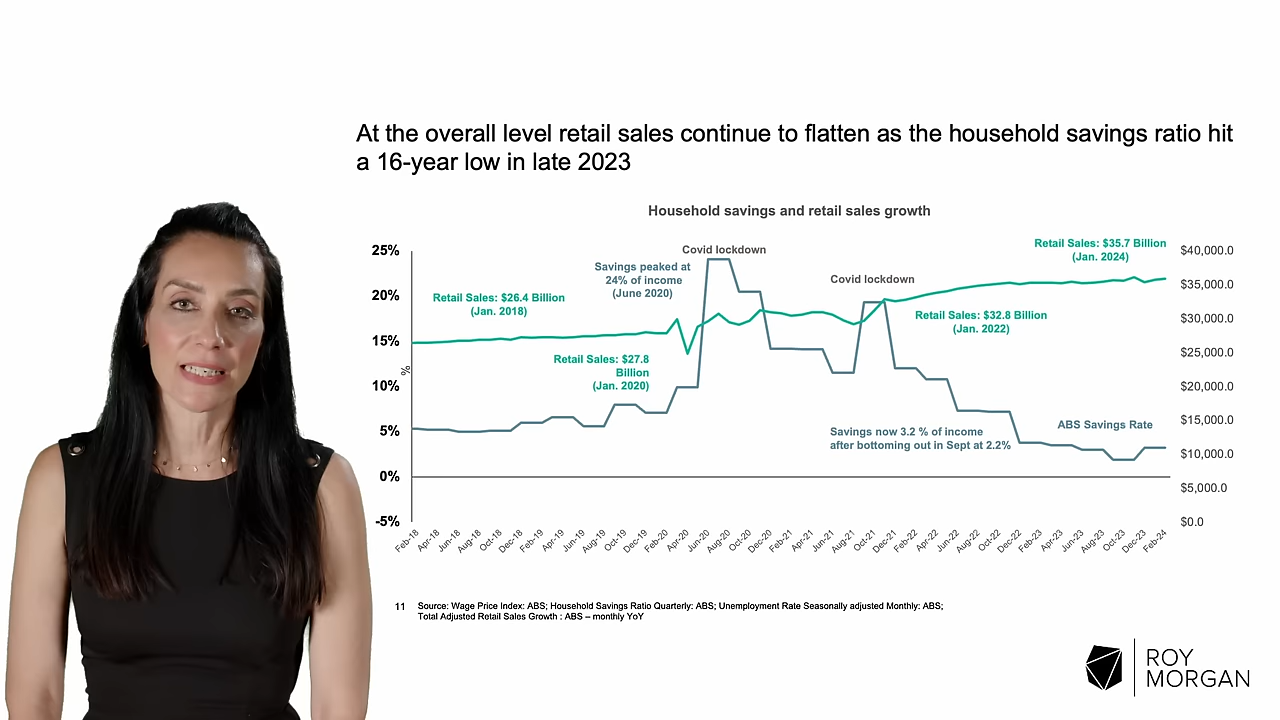 At the overall level retail sales continue to flatten as the household savings ratio hit
a 16-year low in late 2023
Household savings and retail sales growth
25%
20%
15%
10%
5%
0%
-5%
%
Covid lockdown
Savings peaked at
24% of income
(June 2020)
Retail Sales: $26.4 Billion
(Jan. 2018)
Retail Sales: $27.8
Billion
(Jan. 2020)
Covid lockdown
Retail Sales: $35.7 Billion
(Jan. 2024)
Retail Sales: $32.8 Billion
(Jan. 2022)
Savings now 3.2 % of income
after bottoming out in Sept at 2.2%
ABS Savings Rate
$40,000.0
$35,000.0
$30,000.0
$25,000.0
$20,000.0
$15,000.0
$10,000.0
$5,000.0
$0.0
Feb-18
Apr-18
Jun-18
Aug-18
Oct-18
Dec-18
Feb-19
Apr-19
Jun-19
Aug-19
Oct-19
Dec-19
Feb-20
Apr-20
Jun-20
Aug-20
Oct-20
Dec-20
Feb-21
Apr-21
Jun-21
Aug-21
Oct-21
Dec-21
Feb-22
Apr-22
Jun-22
Aug-22
Oct-22
Dec-22
Feb-23
Apr-23
Jun-23
Aug-23
Oct-23
Dec-23
Feb-24
11 Source: Wage Price Index: ABS; Household Savings Ratio Quarterly: ABS; Unemployment Rate Seasonally adjusted Monthly: ABS;
Total Adjusted Retail Sales Growth : ABS – monthly YoY
ROY
MORGAN